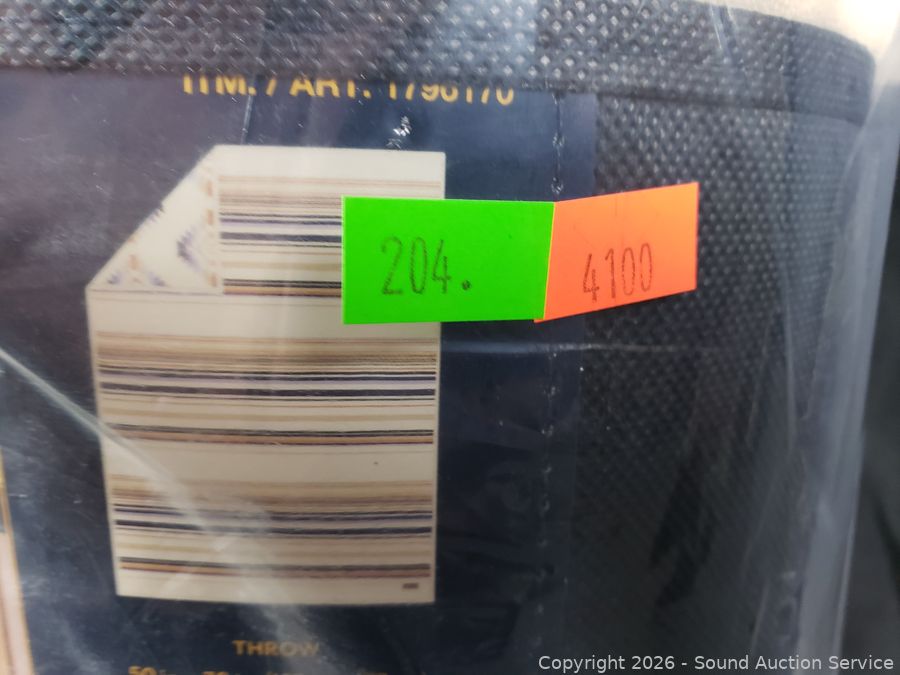 ITM. / ART. 1796170
204.
4100
THROW
Copyright © 2026 - Sound Auction Service